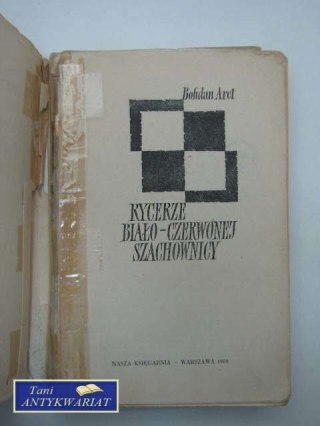 Bohdan Arct
RYCERZE
BIAŁO-CZERWONEJ
SZACHOWNICY
NASZA KSIĘGARNIA - WARSZAWA
Tani
ANTYKWARIAT